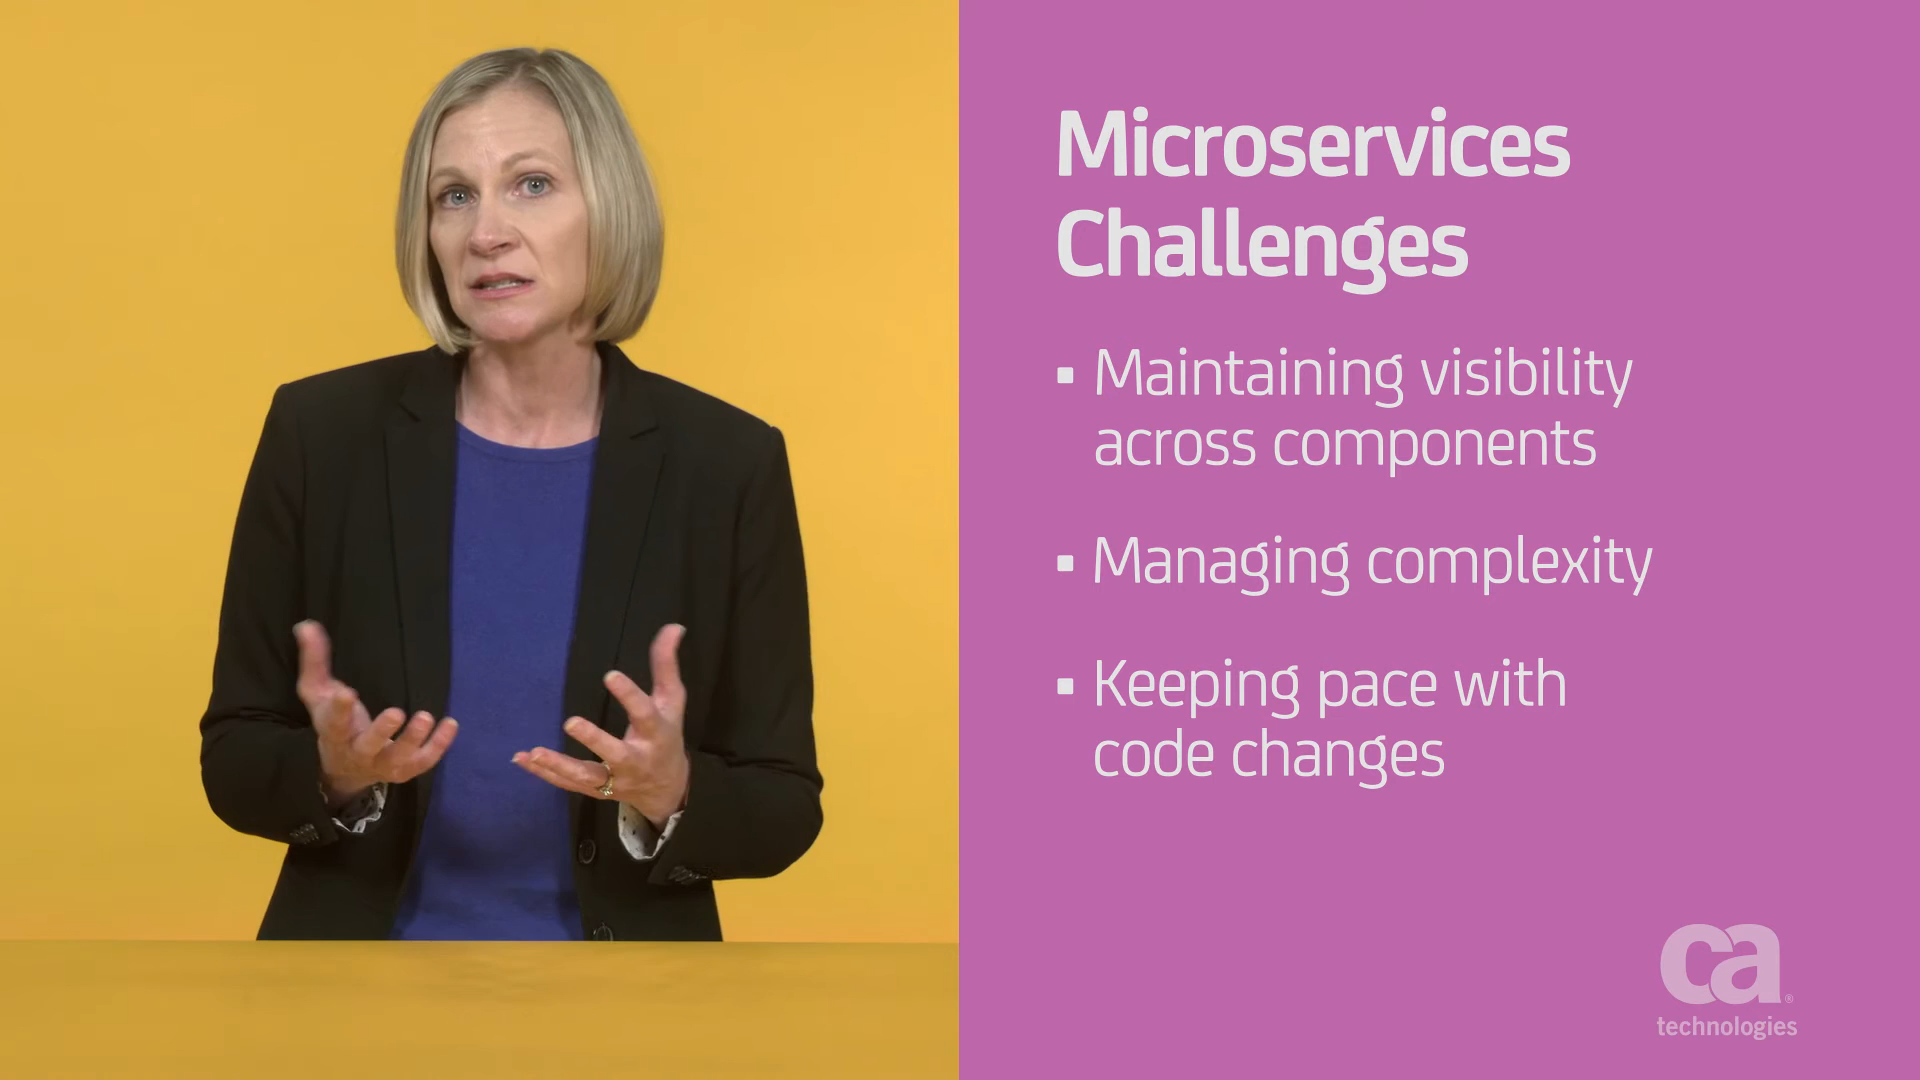 Microservices
Challenges
▪ Maintaining visibility
across components
▪ Managing complexity
▪ Keeping pace with
code changes
ca®
technologies